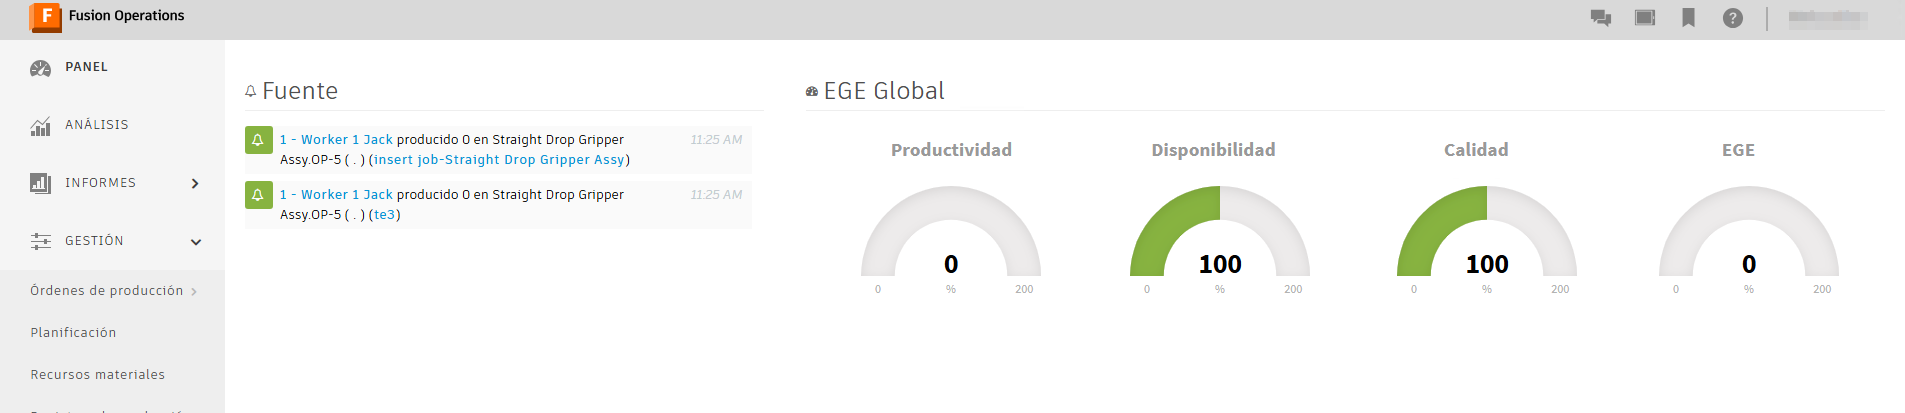 Fusion Operations
PANEL
ANÁLISIS
INFORMES
GESTIÓN
Órdenes de producción
Planificación
Recursos materiales
Fuente
1 - Worker 1 Jack producido 0 en Straight Drop Gripper
Assy.OP-5 ( . ) (insert job-Straight Drop Gripper Assy)
11:25 AM
1 - Worker 1 Jack producido 0 en Straight Drop Gripper
Assy.OP-5 ( . ) (te3)
11:25 AM
EGE Global
Productividad
0
0 % 200
Disponibilidad
100
0 % 200
Calidad
100
0 % 200
EGE
0
0 % 200